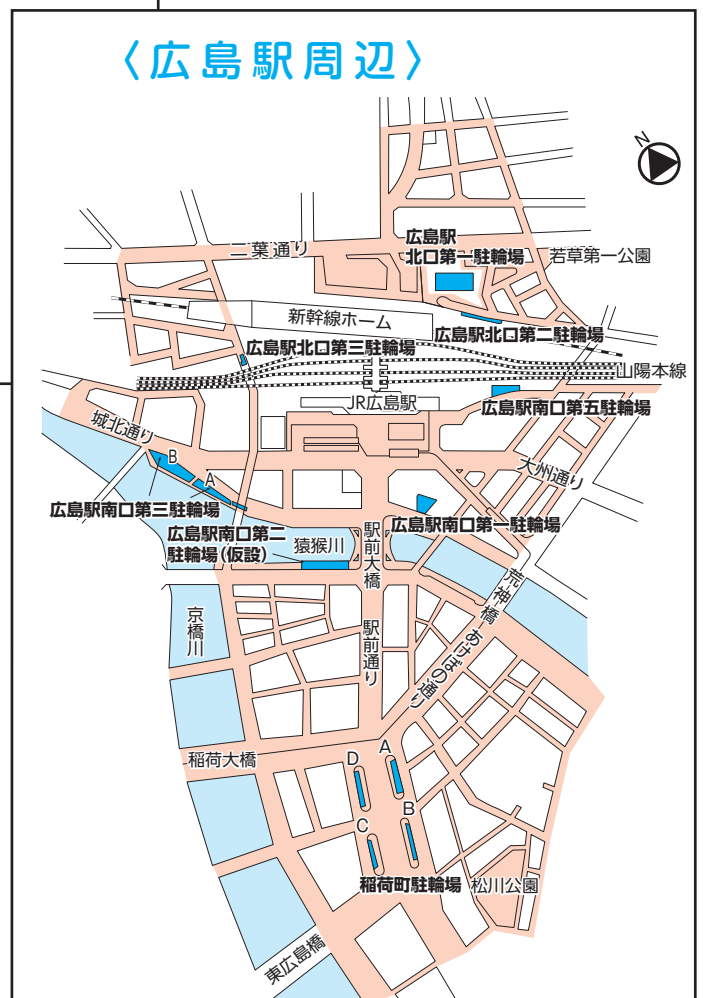 〈広島駅周辺〉
N
二葉通り
広島駅
北口第一駐輪場
若草第一公園
新幹線ホーム
広島駅北口第二駐輪場
広島駅北口第三駐輪場
山陽本線
JR広島駅
広島駅南口第五駐輪場
城北通り
B
A
大州通り
広島駅南口第三駐輪場
広島駅南口第一駐輪場
広島駅南口第二
駐輪場(仮設)
猿猴川
駅前大橋
荒神橋
京橋川
駅前通り
あけぼの通り
稲荷大橋
D
A
C
B
稲荷町駐輪場
松川公園
東広島橋